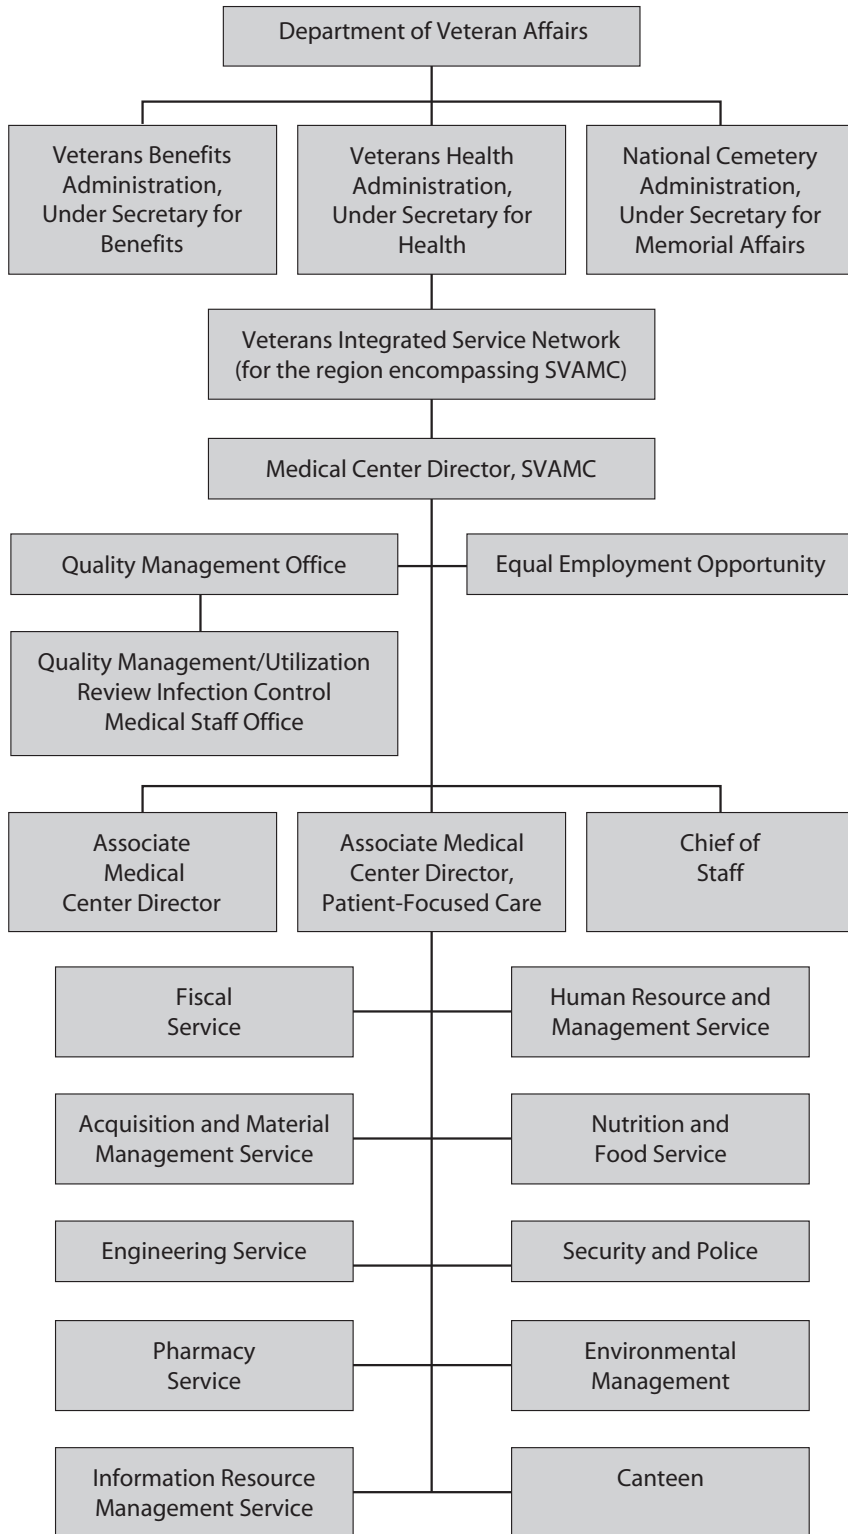 Department of Veteran Affairs
Veterans Benefits
Administration,
Under Secretary for
Benefits
Veterans Health
Administration,
Under Secretary for
Health
National Cemetery
Administration,
Under Secretary for
Memorial Affairs
Veterans Integrated Service Network
(for the region encompassing SVAMC)
Medical Center Director, SVAMC
Quality Management Office
Equal Employment Opportunity
Quality Management/Utilization
Review Infection Control
Medical Staff Office
Associate
Medical
Center Director
Associate Medical
Center Director,
Patient-Focused Care
Chief of
Staff
Fiscal
Service
Human Resource and
Management Service
Acquisition and Material
Management Service
Nutrition and
Food Service
Engineering Service
Security and Police
Pharmacy
Service
Environmental
Management
Information Resource
Management Service
Canteen